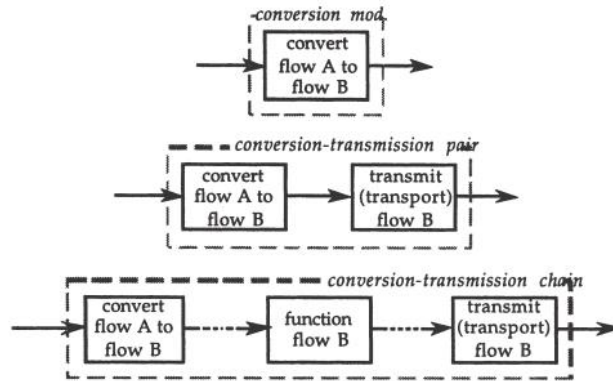 conversion mod
convert
flow A to
flow B
conversion-transmission pair
convert
flow A to
flow B
transmit
(transport)
flow B
conversion-transmission chain
convert
flow A to
flow B
function
flow B
transmit
(transport)
flow B